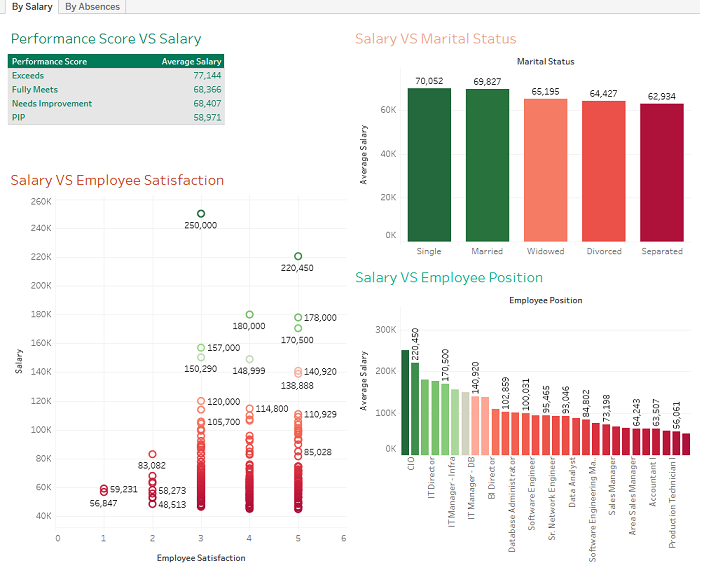 By Salary
By Absences
Performance Score VS Salary
Performance Score Average Salary
Exceeds 77,144
Fully Meets 68,366
Needs Improvement 68,407
PIP 58,971
Salary VS Marital Status
Marital Status
Average Salary
60K
40K
20K
0K
70,052
69,827
65,195
64,427
62,934
Single
Married
Widowed
Divorced
Separated
Salary VS Employee Satisfaction
Salary
260K
240K
220K
200K
180K
160K
140K
120K
100K
80K
60K
40K
250,000
220,450
180,000
178,000
170,500
157,000
150,290
148,999
140,920
138,888
120,000
114,800
110,929
105,700
85,028
83,082
59,231
58,273
56,847
48,513
0 1 2 3 4 5 6
Employee Satisfaction
Salary VS Employee Position
Employee Position
Average Salary
300K
200K
100K
0K
220,450
170,500
140,920
102,859
100,031
95,465
93,046
84,802
73,198
64,243
63,507
56,061
CIO
IT Director
IT Manager - Infra
IT Manager - DB
BI Director
Database Administrator
Software Engineer
Sr. Network Engineer
Data Analyst
Software Engineering Ma..
Sales Manager
Area Sales Manager
Accountant I
Production Technician I